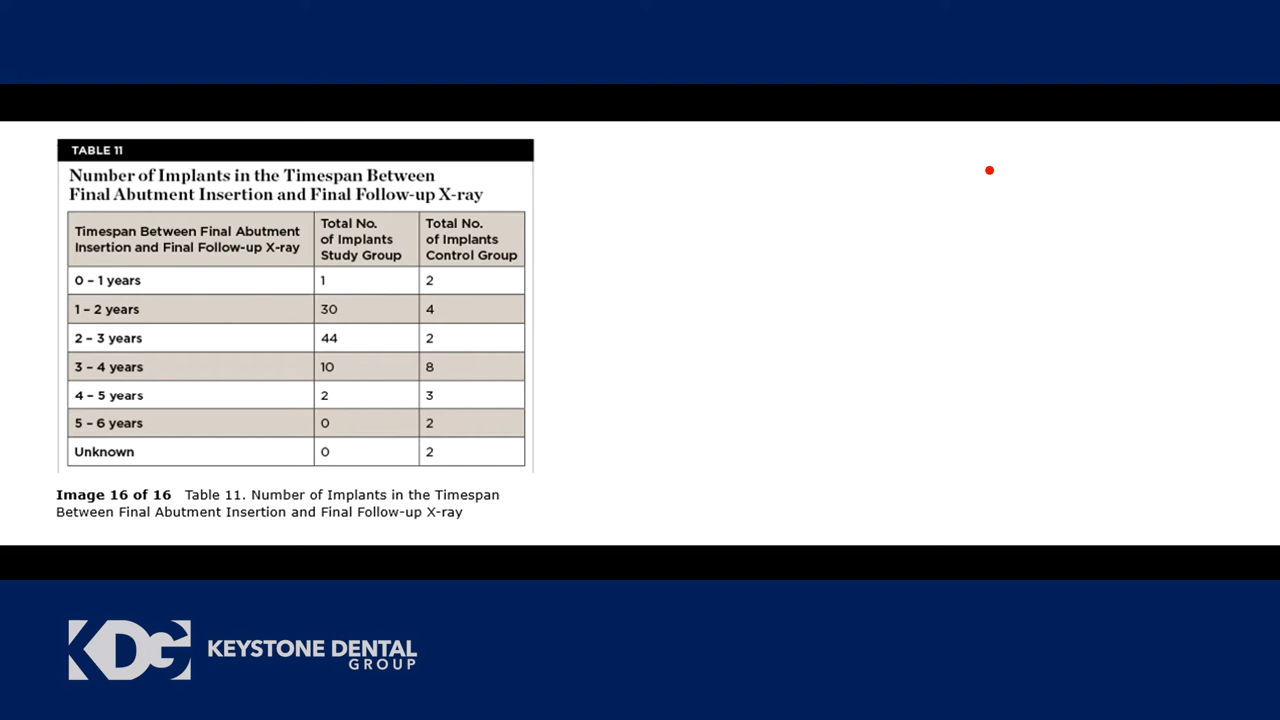 TABLE 11
Number of Implants in the Timespan Between
Final Abutment Insertion and Final Follow-up X-ray
Timespan Between Final Abutment
Insertion and Final Follow-up X-ray
Total No.
of Implants
Study Group
Total No.
of Implants
Control Group
0 – 1 years 1 2
1 – 2 years 30 4
2 – 3 years 44 2
3 – 4 years 10 8
4 – 5 years 2 3
5 – 6 years 0 2
Unknown 0 2
Image 16 of 16 Table 11. Number of Implants in the Timespan
Between Final Abutment Insertion and Final Follow-up X-ray
KDG KEYSTONE DENTAL
GROUP